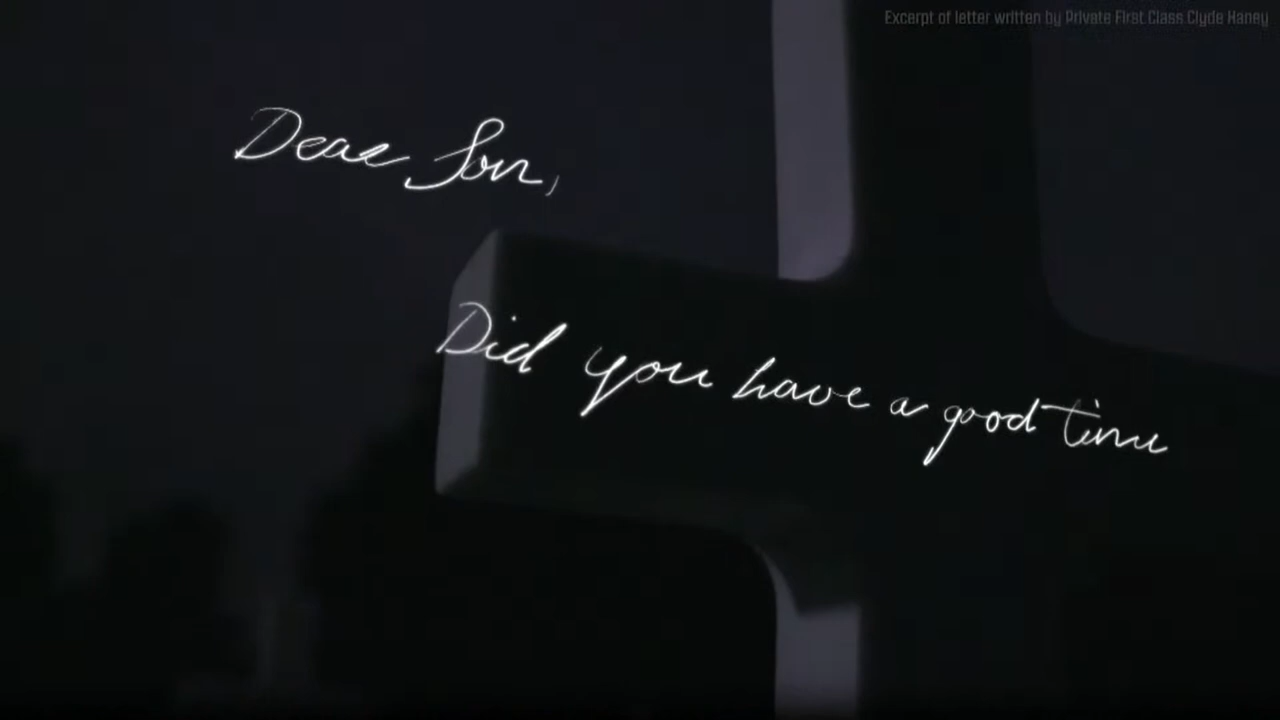 Excerpt of letter written by Private First Class Clyde Haney
Dear Son,
Did you have a good time